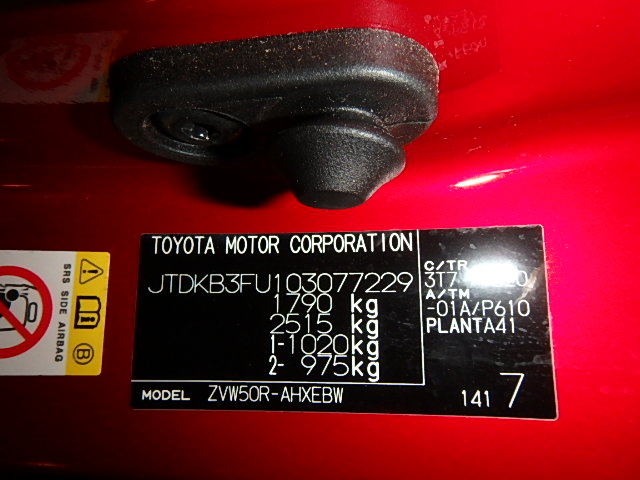 TOYOTA MOTOR CORPORATION
JTDKB3FU103077229
1790 kg
2515 kg
1-1020kg
2- 975kg
C/TR
A/TM
-01A/P610
PLANTA41
MODEL ZVW50R-AHXEBW
141 7
SRS SIDE AIRBAG
B